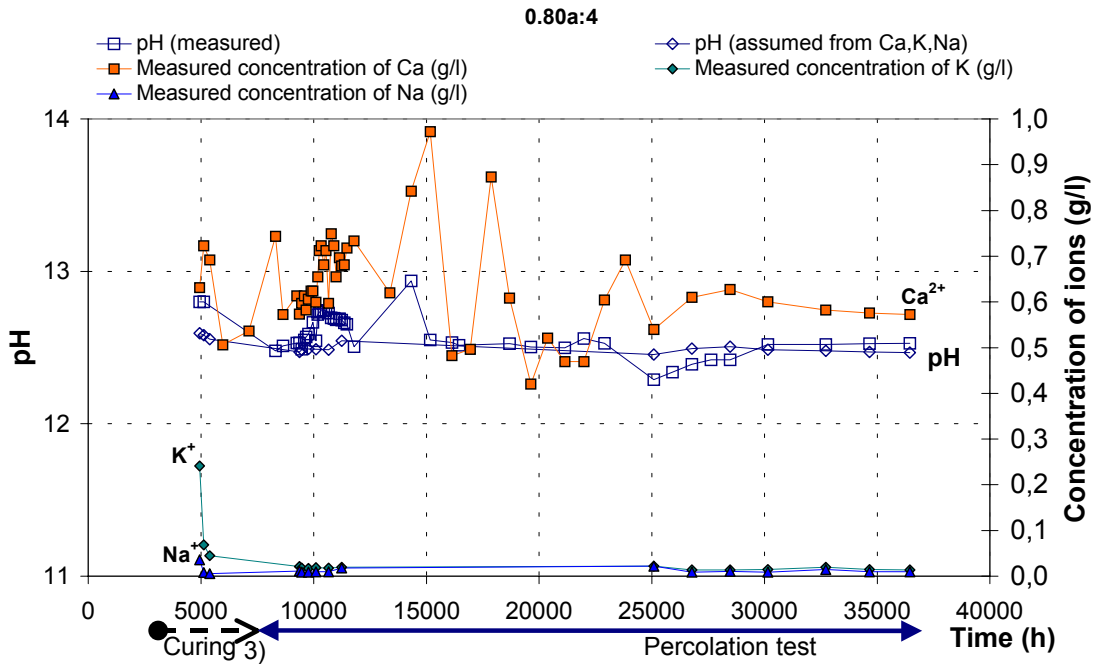 0.80a:4
pH (measured)
pH (assumed from Ca,K,Na)
Measured concentration of Ca (g/l)
Measured concentration of K (g/l)
Measured concentration of Na (g/l)
14
13
12
11
pH
1,0
0,9
0,8
0,7
0,6
0,5
0,4
0,3
0,2
0,1
0,0
Concentration of ions (g/l)
Ca2+
pH
K+
Na+
0 5000 10000 15000 20000 25000 30000 35000 40000
Curing 3)
Percolation test
Time (h)